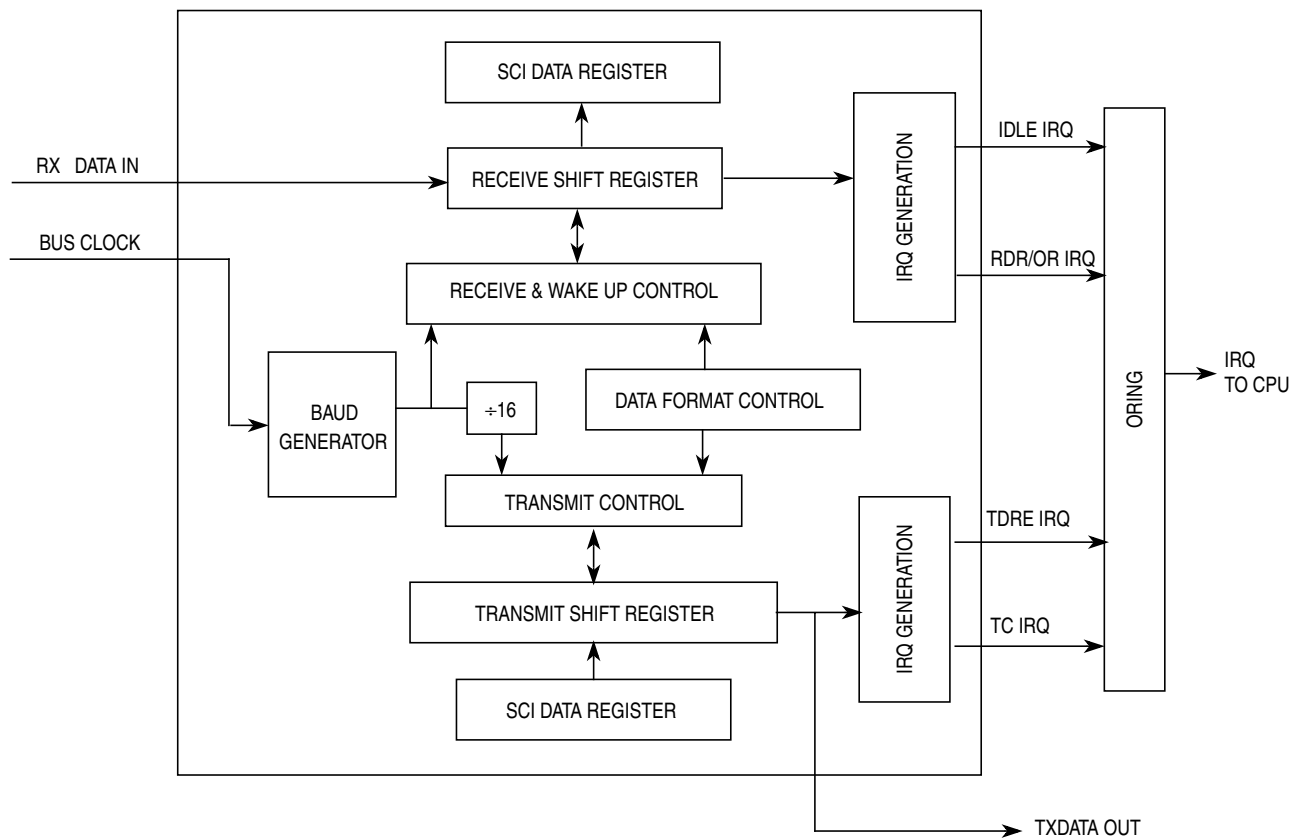 SCI DATA REGISTER
IDLE IRQ
RX DATA IN
RECEIVE SHIFT REGISTER
IRQ GENERATION
BUS CLOCK
RDR/OR IRQ
RECEIVE & WAKE UP CONTROL
IRQ
TO CPU
BAUD
GENERATOR
÷16
DATA FORMAT CONTROL
ORING
TRANSMIT CONTROL
TDRE IRQ
IRQ GENERATION
TRANSMIT SHIFT REGISTER
TC IRQ
SCI DATA REGISTER
TXDATA OUT